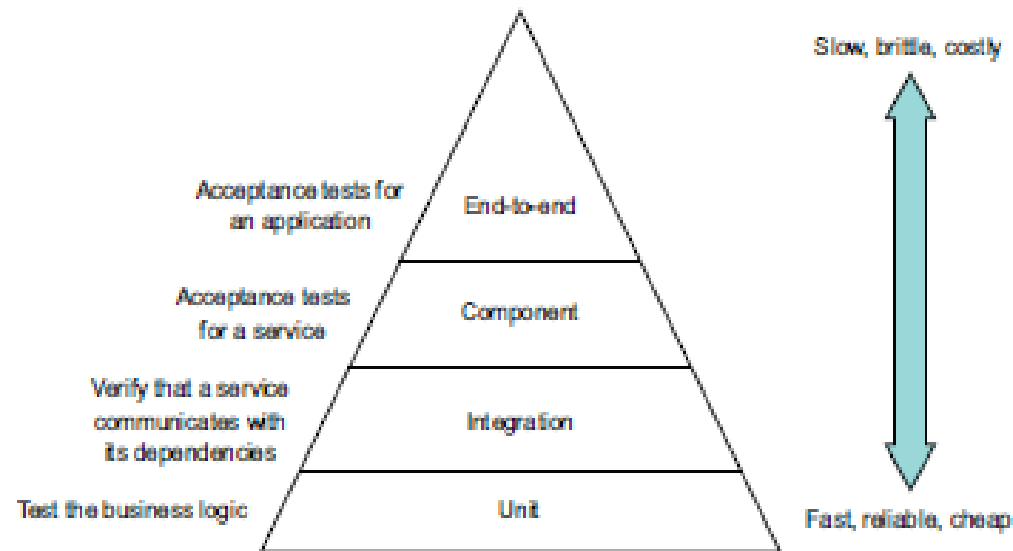 Slow, brittle, costly
Acceptance tests for
an application
End-to-end
Acceptance tests
for a service
Component
Verify that a service
communicates with
its dependencies
Integration
Test the business logic
Unit
Fast, reliable, cheap